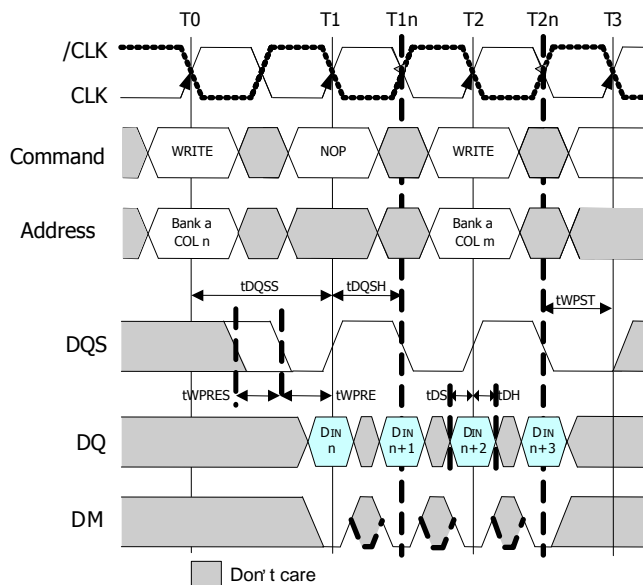 T0 T1 T1n T2 T2n T3
/CLK
CLK
Command WRITE NOP WRITE
Address Bank a COL n Bank a COL m
tDQSS tDQSH tWPST
DQS
tWPRES tWPRE tDS tDH
DQ DIN n DIN n+1 DIN n+2 DIN n+3
DM
Don't care